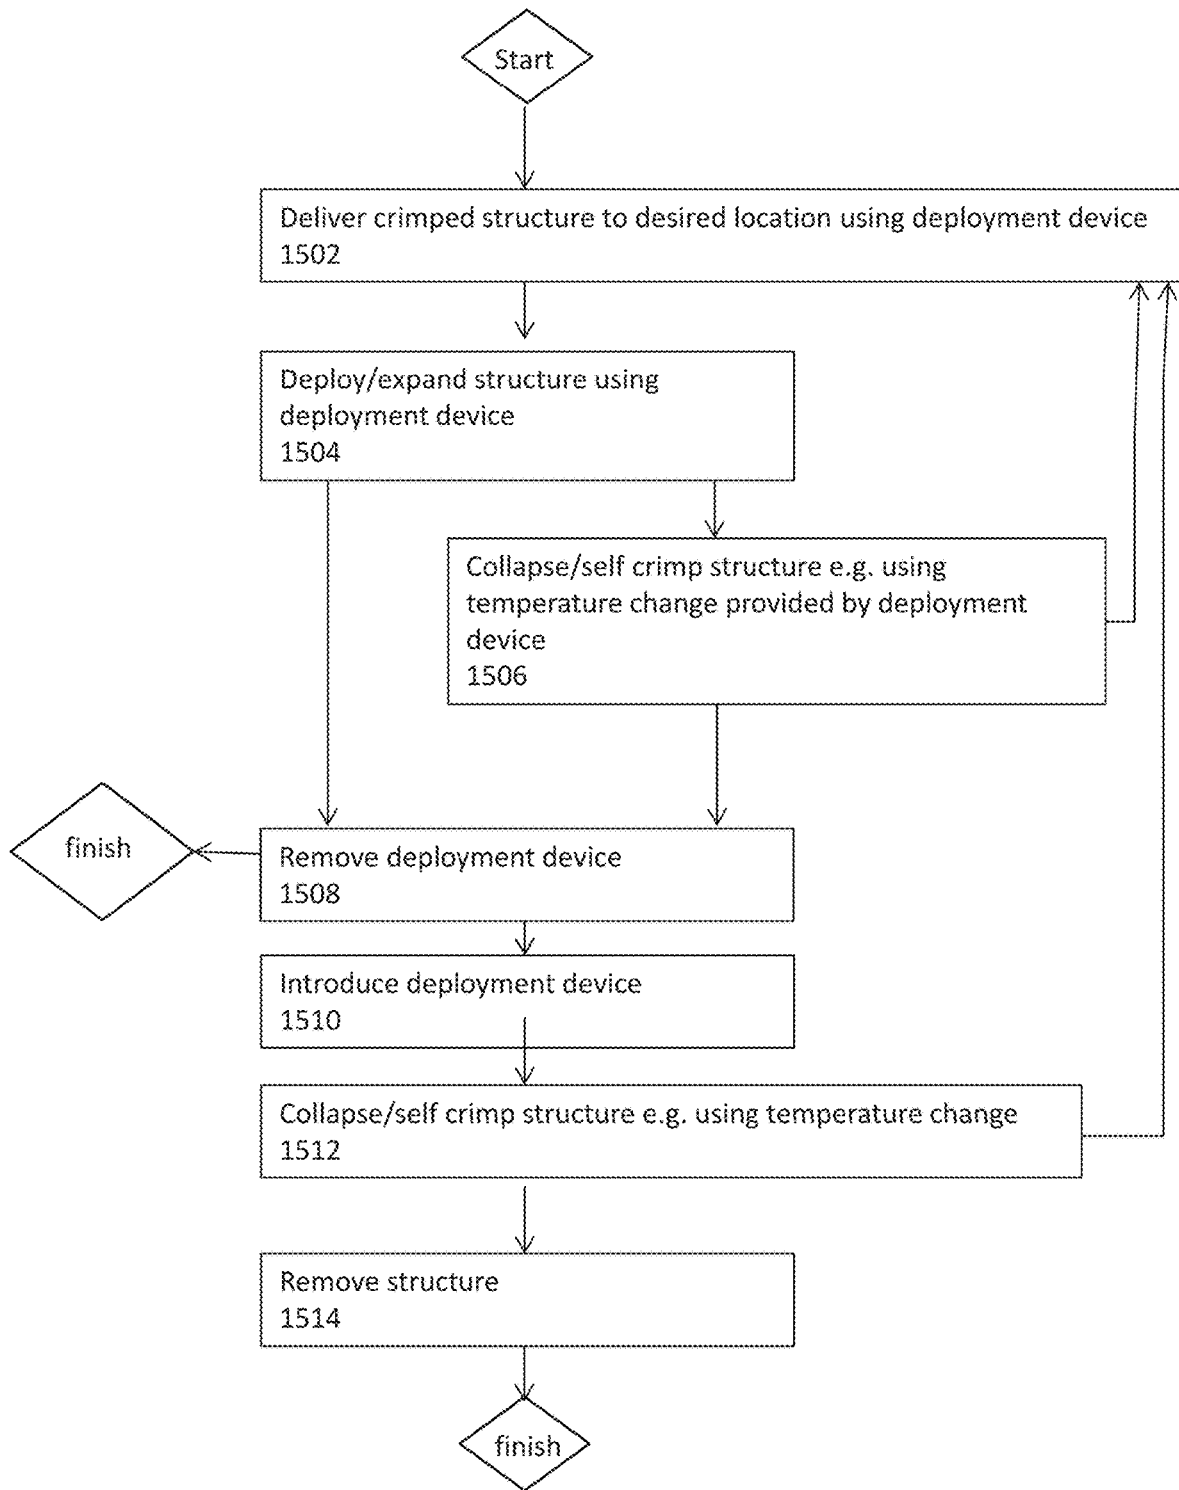 Start
Deliver crimped structure to desired location using deployment device
1502
Deploy/expand structure using
deployment device
1504
Collapse/self crimp structure e.g. using
temperature change provided by deployment
device
1506
finish
Remove deployment device
1508
Introduce deployment device
1510
Collapse/self crimp structure e.g. using temperature change
1512
Remove structure
1514
finish